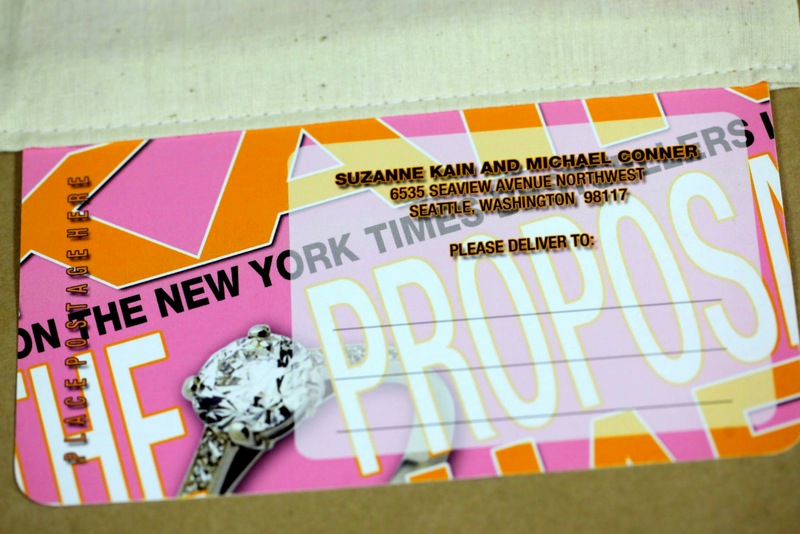 SUZANNE KAIN AND MICHAEL CONNER
6535 SEAVIEW AVENUE NORTHWEST
SEATTLE, WASHINGTON 98117
PLEASE DELIVER TO:
PLACE POSTAGE HERE
ON THE NEW YORK TIMES BESTSELLERS
THE PROPOS